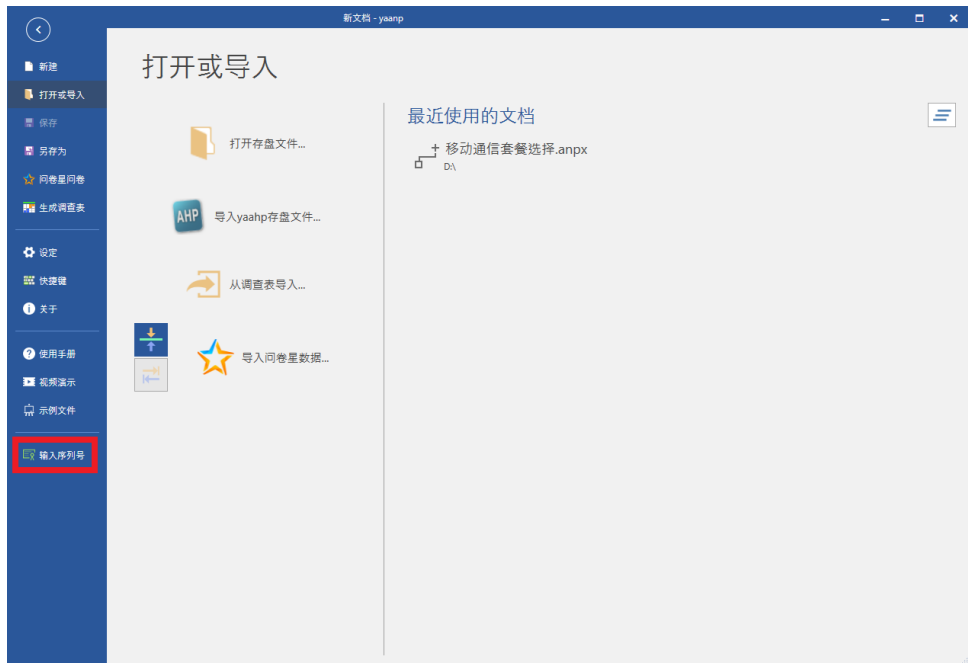 新文档 - yaanp
新建
打开或导入
保存
另存为
问卷星问卷
生成调查表
设定
快捷键
关于
使用手册
视频演示
示例文件
输入序列号
打开或导入
打开存盘文件...
AHP
导入yaahp存盘文件...
从调查表导入...
导入问卷星数据...
最近使用的文档
移动通信套餐选择.anpx
D:\